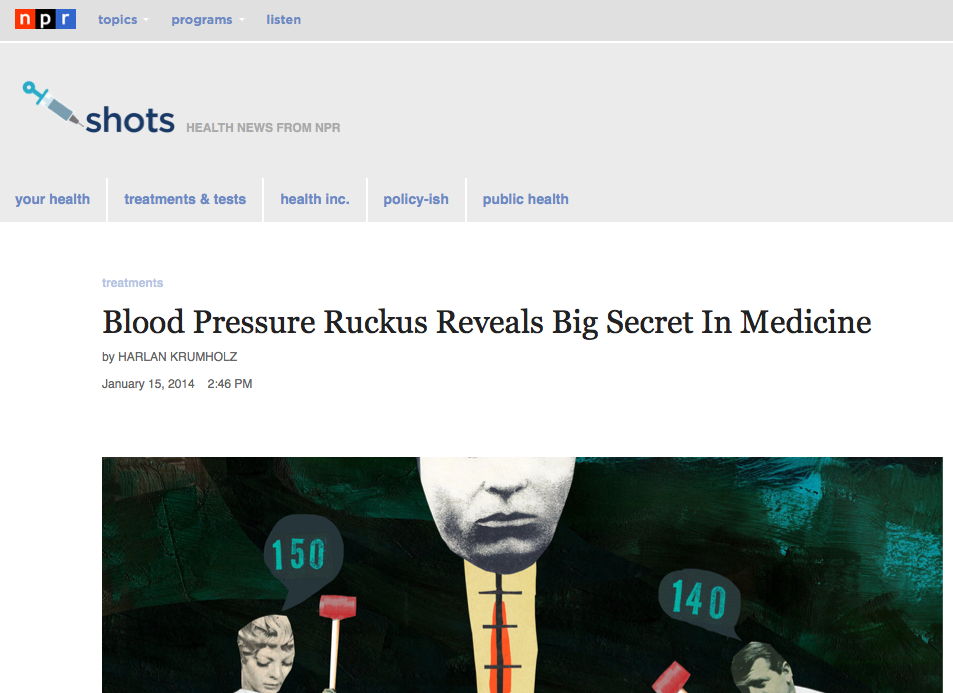 npr topics programs listen
shots HEALTH NEWS FROM NPR
your health treatments & tests health inc. policy-ish public health
treatments
Blood Pressure Ruckus Reveals Big Secret In Medicine
by HARLAN KRUMHOLZ
January 15, 2014 2:46 PM
150
140